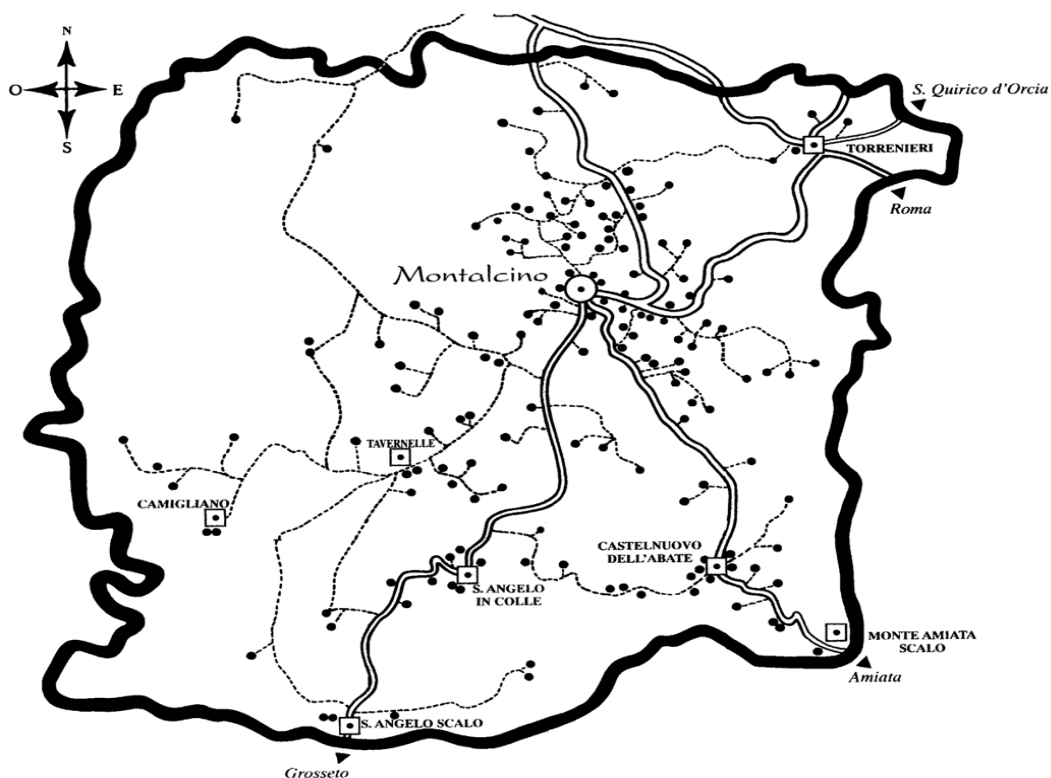 N
O
E
S
S. Quirico d'Orcia
TORRENIERI
Roma
Montalcino
TAVERNELLE
CAMIGLIANO
CASTELNUOVO
DELL'ABATE
S. ANGELO
IN COLLE
MONTE AMIATA
SCALO
Amiata
S. ANGELO SCALO
Grosseto